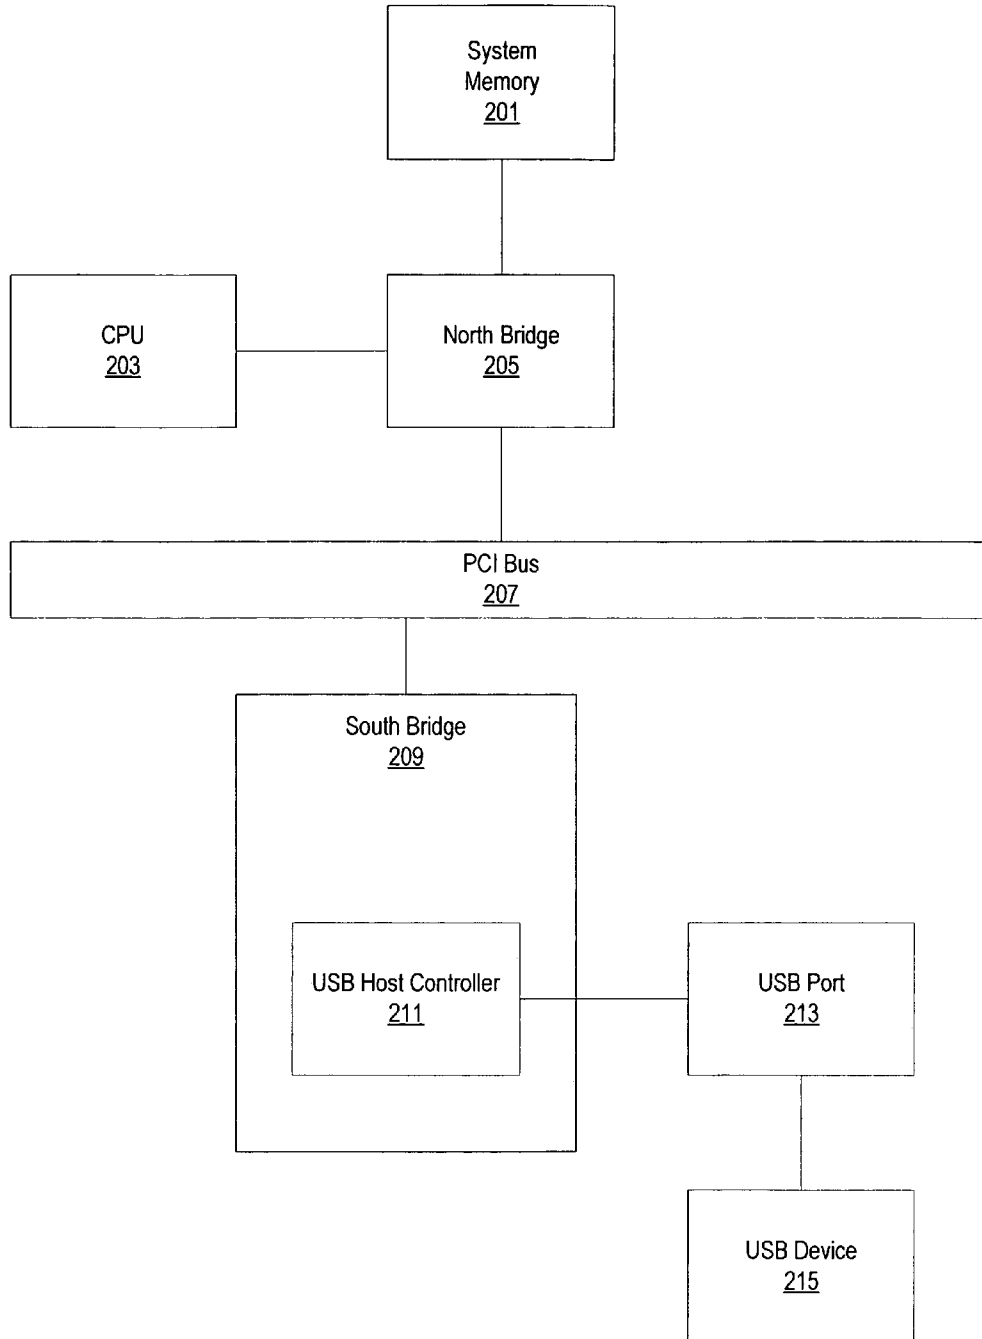 System
Memory
201
CPU
203
North Bridge
205
PCI Bus
207
South Bridge
209
USB Host Controller
211
USB Port
213
USB Device
215